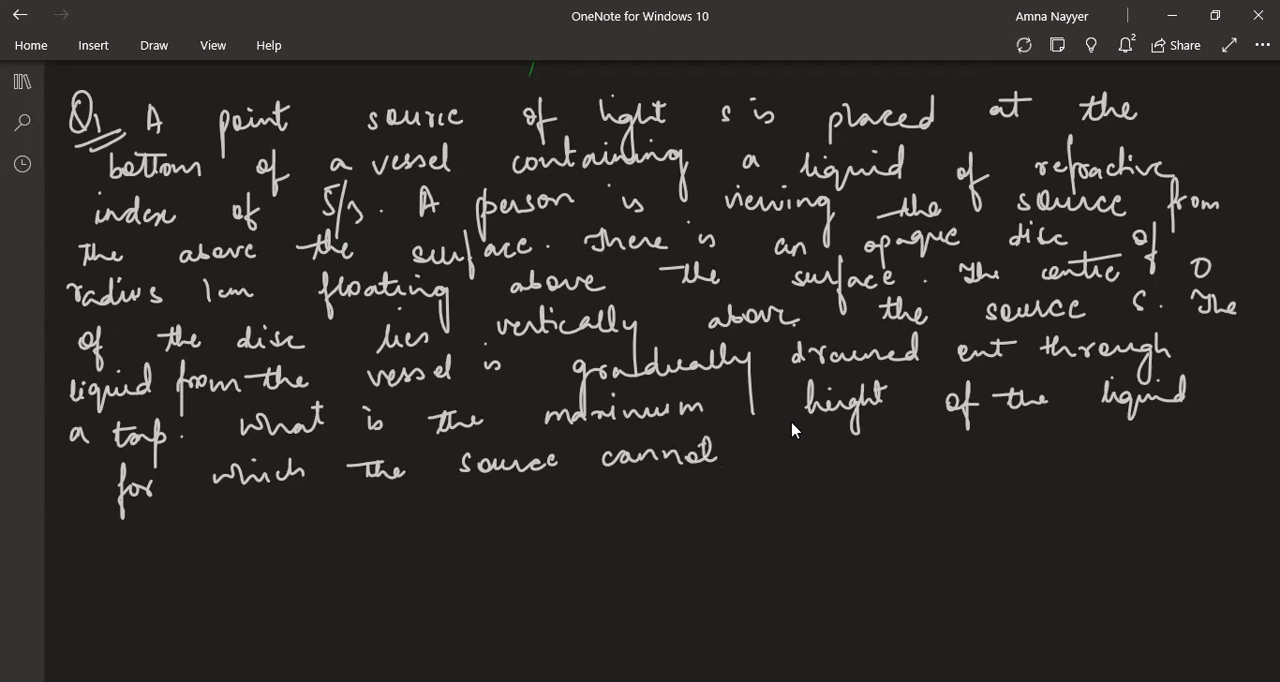 OneNote for Windows 10
Amna Nayyer
Home Insert Draw View Help
2 Share
Q1 A point source of light s is placed at the
bottom of a vessel containing a liquid of refractive
index of 5/3. A person is viewing the source from
the above the surface. There is an opaque disc of
radius 1cm floating above the surface. The centre O
of the disc lies vertically above the source S. The
liquid from the vessel is gradually drained out through
a tap. What is the maximum height of the liquid
for which the source cannot